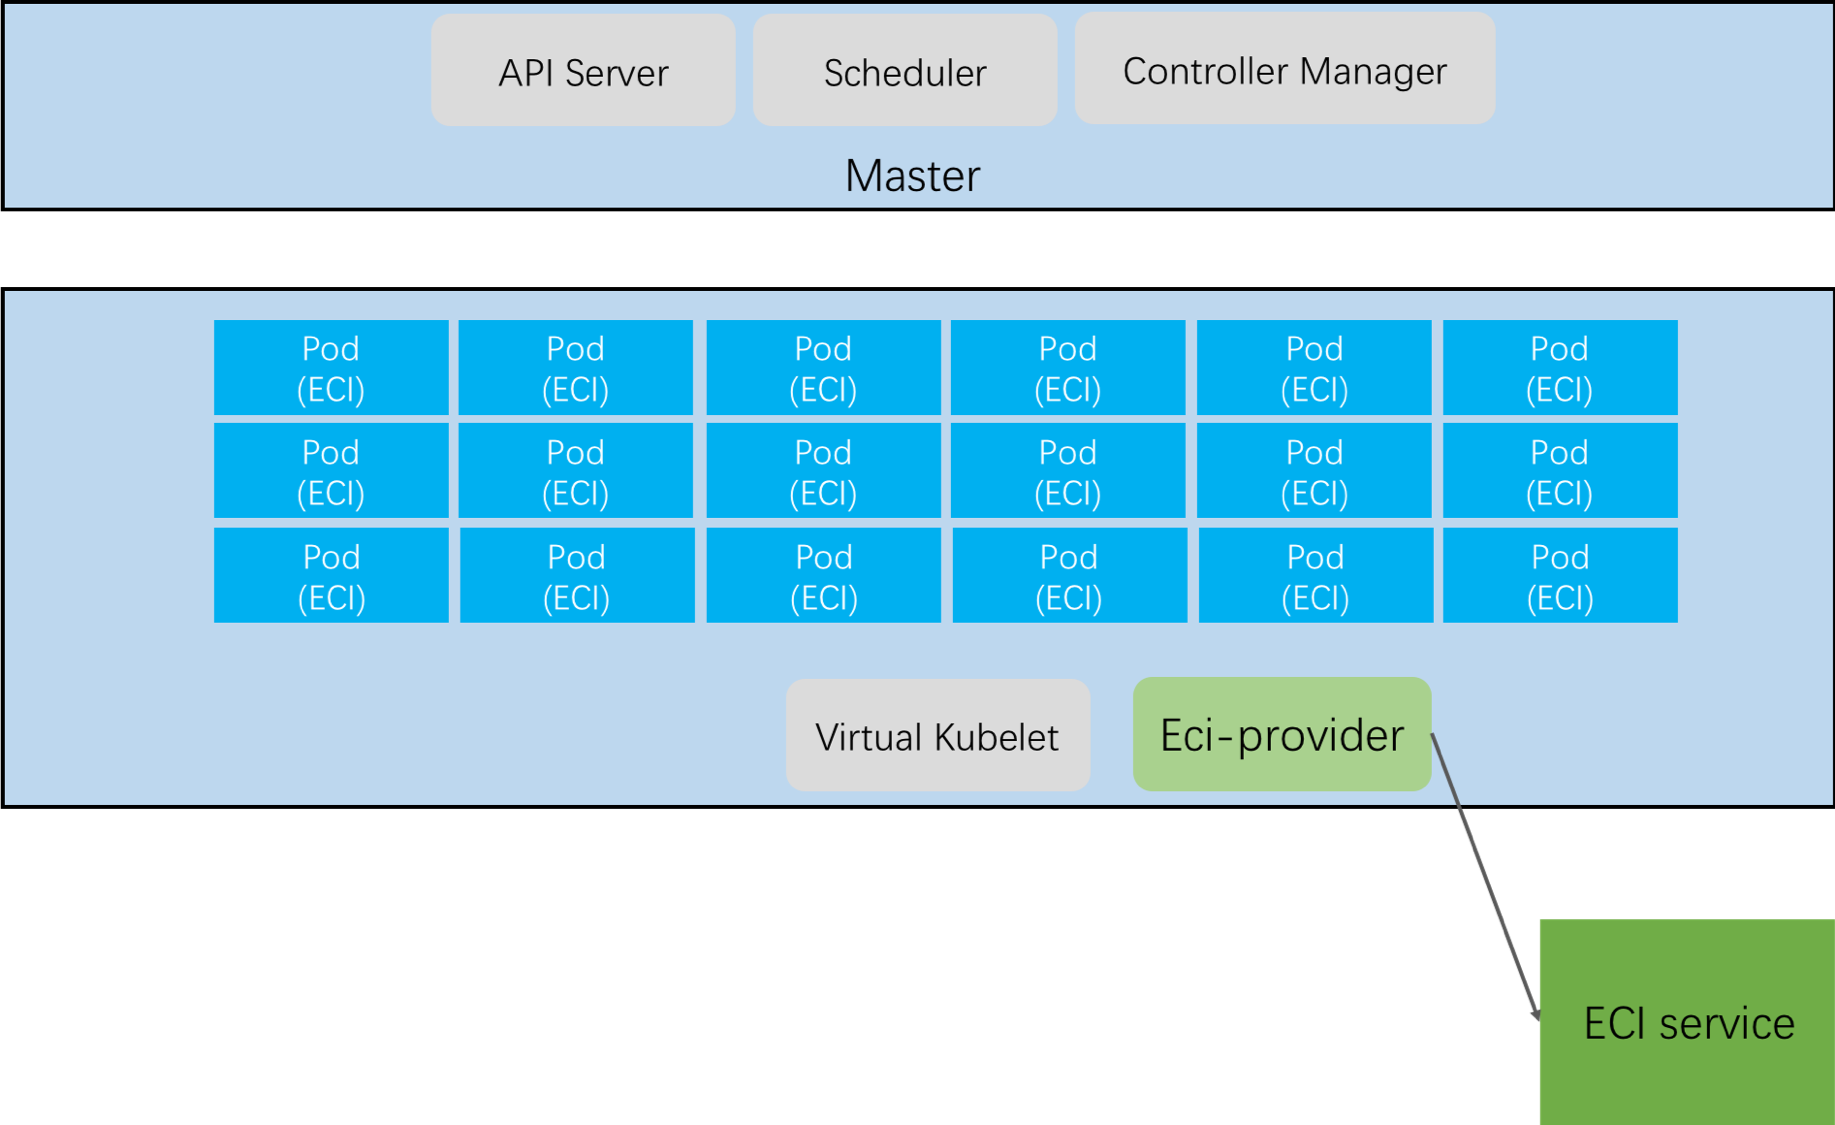 API Server
Scheduler
Controller Manager
Master
Pod
(ECI)
Pod
(ECI)
Pod
(ECI)
Pod
(ECI)
Pod
(ECI)
Pod
(ECI)
Pod
(ECI)
Pod
(ECI)
Pod
(ECI)
Pod
(ECI)
Pod
(ECI)
Pod
(ECI)
Pod
(ECI)
Pod
(ECI)
Pod
(ECI)
Pod
(ECI)
Pod
(ECI)
Pod
(ECI)
Virtual Kubelet
Eci-provider
ECI service